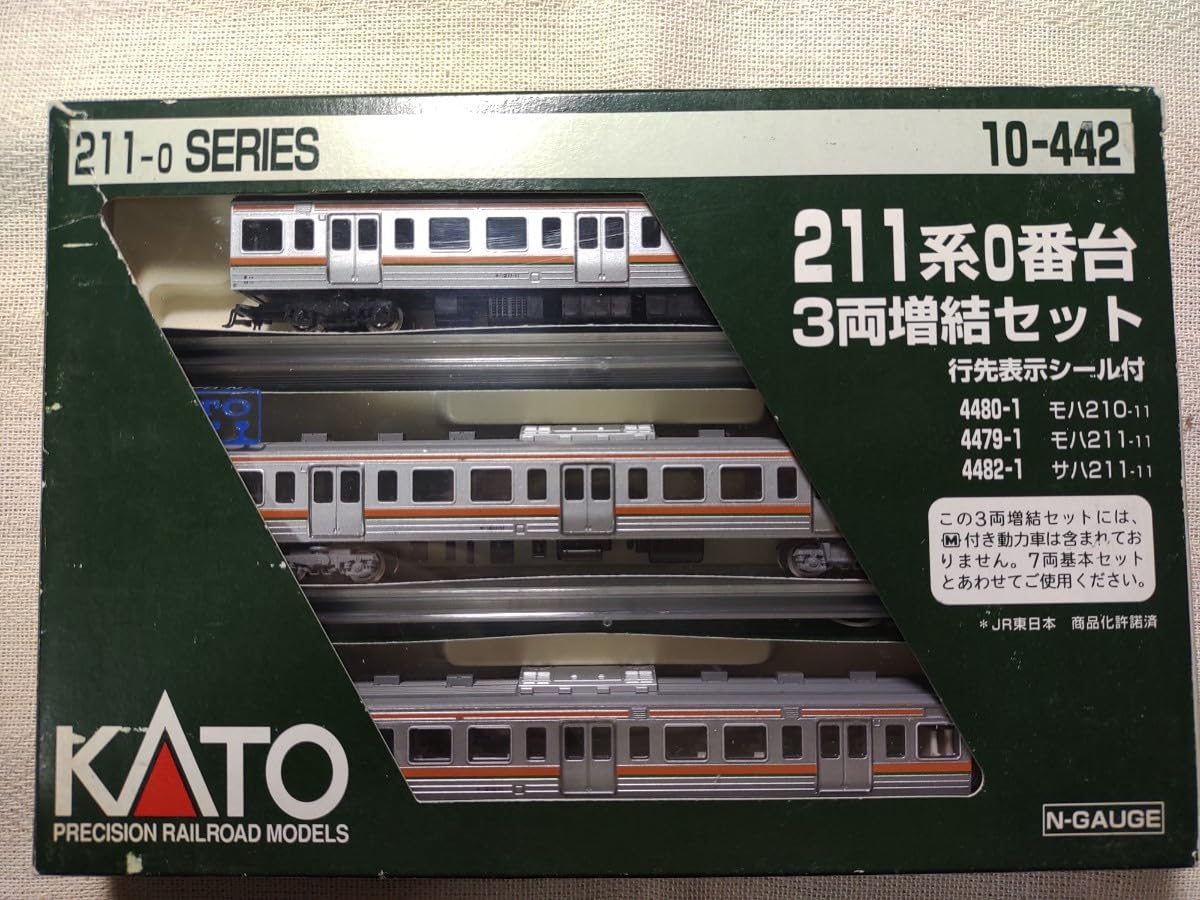 211-0 SERIES
10-442
211系0番台
3両増結セット
行先表示シール付
4480-1 モハ210-11
4479-1 モハ211-11
4482-1 サハ211-11
この3両増結セットには、
M付き動力車は含まれてお
りません。7両基本セット
とあわせてご使用ください。
*JR東日本 商品化許諾済
KATO
PRECISION RAILROAD MODELS
N-GAUGE